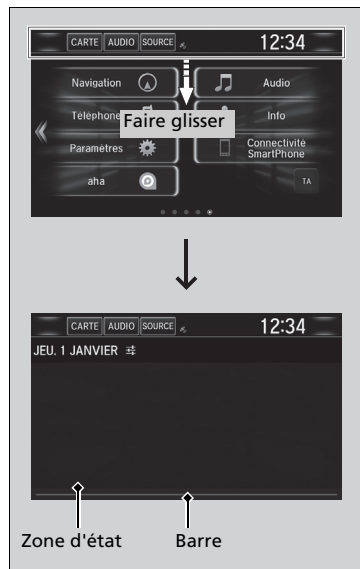 CARTE AUDIO SOURCE 12:34
Navigation Audio
Téléphone Info
Faire glisser
Paramètres Connectivité SmartPhone
aha TA
CARTE AUDIO SOURCE 12:34
JEU. 1 JANVIER
Zone d'état Barre